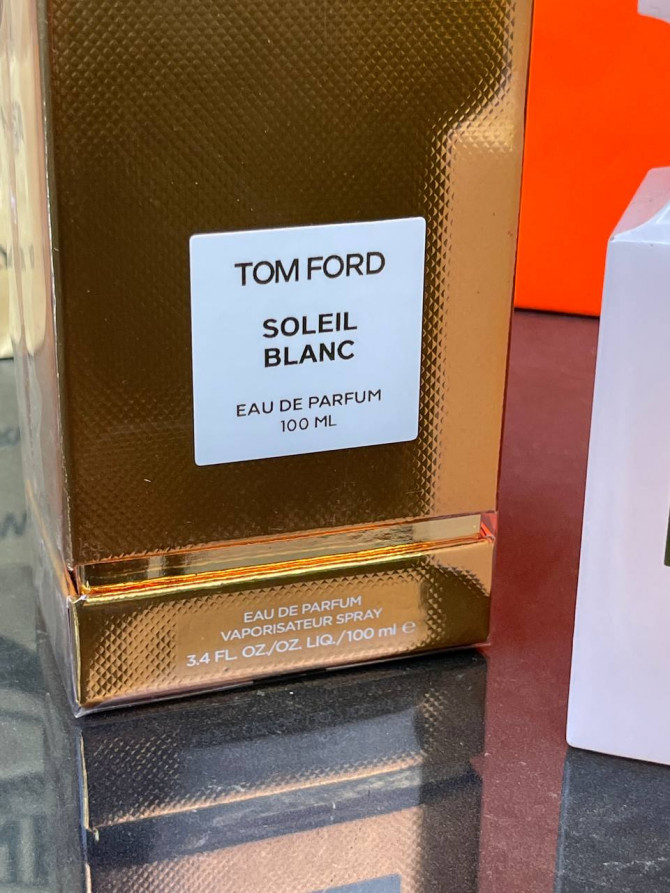 TOM FORD
SOLEIL
BLANC
EAU DE PARFUM
100 ML
EAU DE PARFUM
VAPORISATEUR SPRAY
3.4 FL. OZ./OZ. LIQ./100 ml ℮